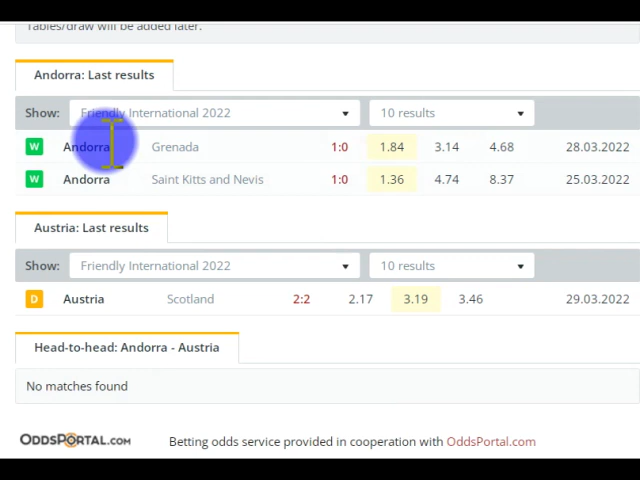 Tables/draw will be added later.
Andorra: Last results
Show: Friendly International 2022 10 results
W Andorra Grenada 1:0 1.84 3.14 4.68 28.03.2022
W Andorra Saint Kitts and Nevis 1:0 1.36 4.74 8.37 25.03.2022
Austria: Last results
Show: Friendly International 2022 10 results
D Austria Scotland 2:2 2.17 3.19 3.46 29.03.2022
Head-to-head: Andorra - Austria
No matches found
ODDSPORTAL.COM Betting odds service provided in cooperation with OddsPortal.com